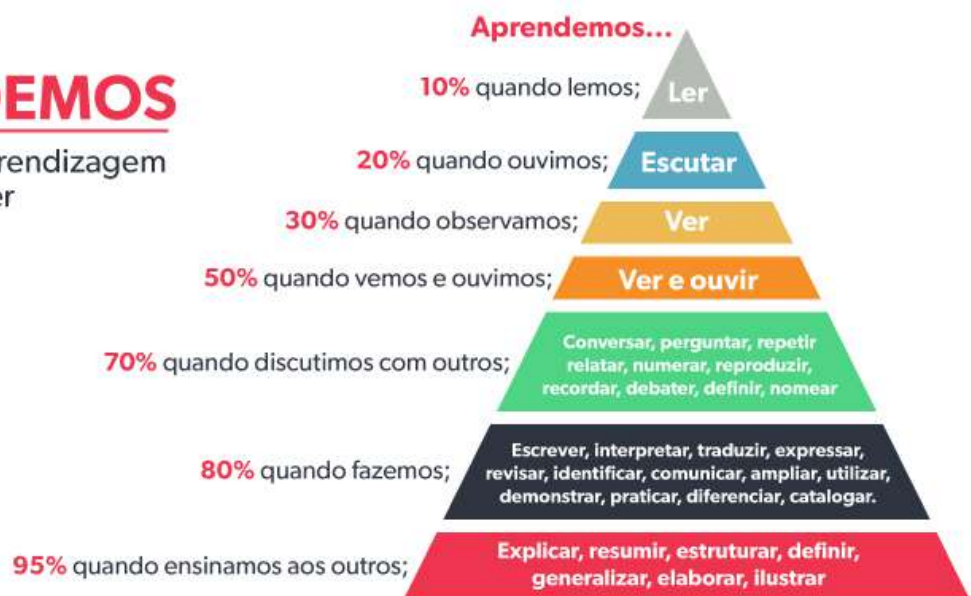 Aprendemos...
DEMOS
rendizagem
er
10% quando lemos;
Ler
20% quando ouvimos;
Escutar
30% quando observamos;
Ver
50% quando vemos e ouvimos;
Ver e ouvir
70% quando discutimos com outros;
Conversar, perguntar, repetir
relatar, numerar, reproduzir,
recordar, debater, definir, nomear
80% quando fazemos;
Escrever, interpretar, traduzir, expressar,
revisar, identificar, comunicar, ampliar, utilizar,
demonstrar, praticar, diferenciar, catalogar.
95% quando ensinamos aos outros;
Explicar, resumir, estruturar, definir,
generalizar, elaborar, ilustrar